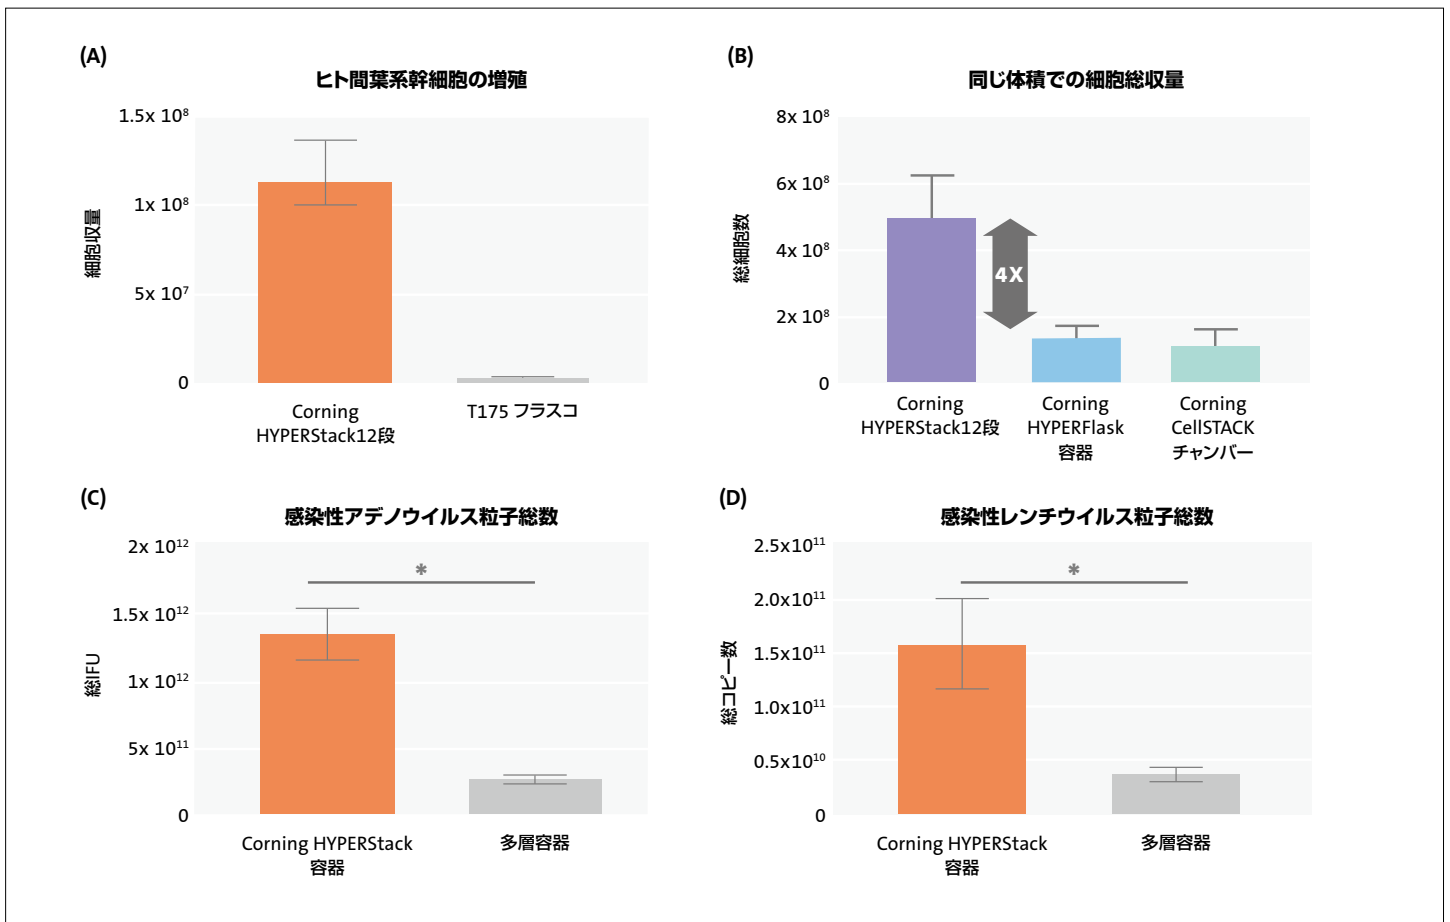 (A)
ヒト間葉系幹細胞の増殖
1.5x 10⁸
1x 10⁸
5x 10⁷
0
細胞収量
Corning
HYPERStack12段
T175 フラスコ
(B)
同じ体積での細胞総収量
8x 10⁸
6x 10⁸
4x 10⁸
2x 10⁸
0
総細胞数
4X
Corning
HYPERStack12段
Corning
HYPERFlask
容器
Corning
CellSTACK
チャンバー
(C)
感染性アデノウイルス粒子総数
2x 10¹²
1.5x 10¹²
1x 10¹²
5x 10¹¹
0
総IFU
*
Corning HYPERStack
容器
多層容器
(D)
感染性レンチウイルス粒子総数
2.5x10¹¹
2.0x10¹¹
1.5x10¹¹
1.0x10¹¹
0.5x10¹⁰
0
総コピー数
*
Corning HYPERStack
容器
多層容器